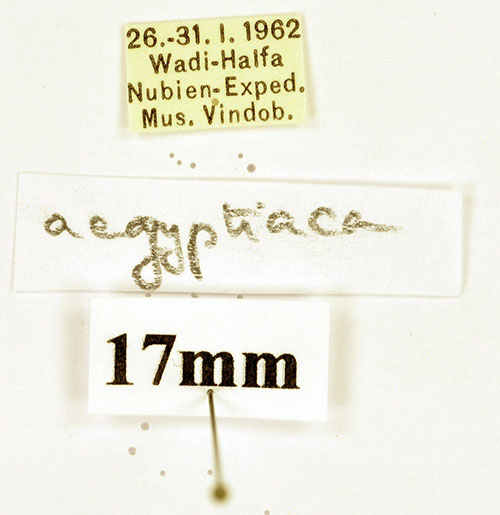 26.-31. I. 1962
Wadi-Halfa
Nubien-Exped.
Mus. Vindob.
aegyptiaca
17mm